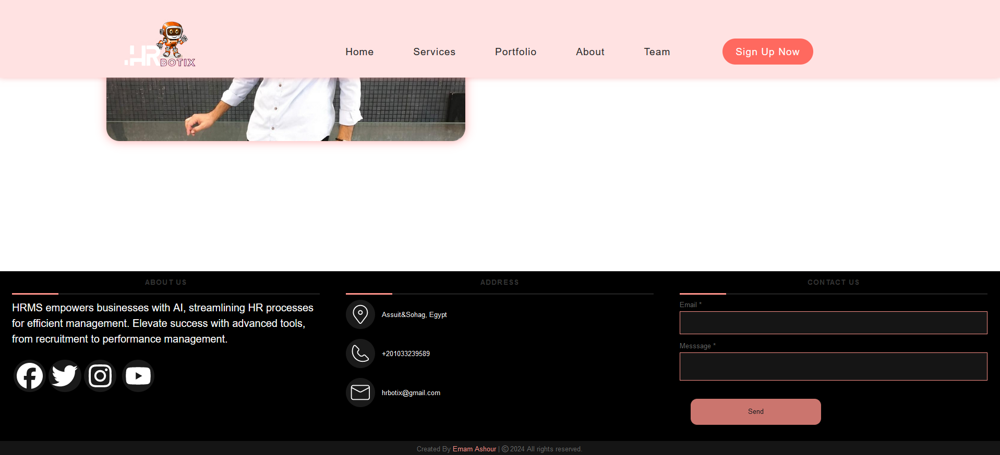 HR
BOTIX
Home
Services
Portfolio
About
Team
Sign Up Now
ABOUT US
HRMS empowers businesses with AI, streamlining HR processes
for efficient management. Elevate success with advanced tools,
from recruitment to performance management.
ADDRESS
Assuit&Sohag, Egypt
+201033239589
hrbotix@gmail.com
CONTACT US
Email *
Messsage *
Send
Created By Emam Ashour | © 2024 All rights reserved.